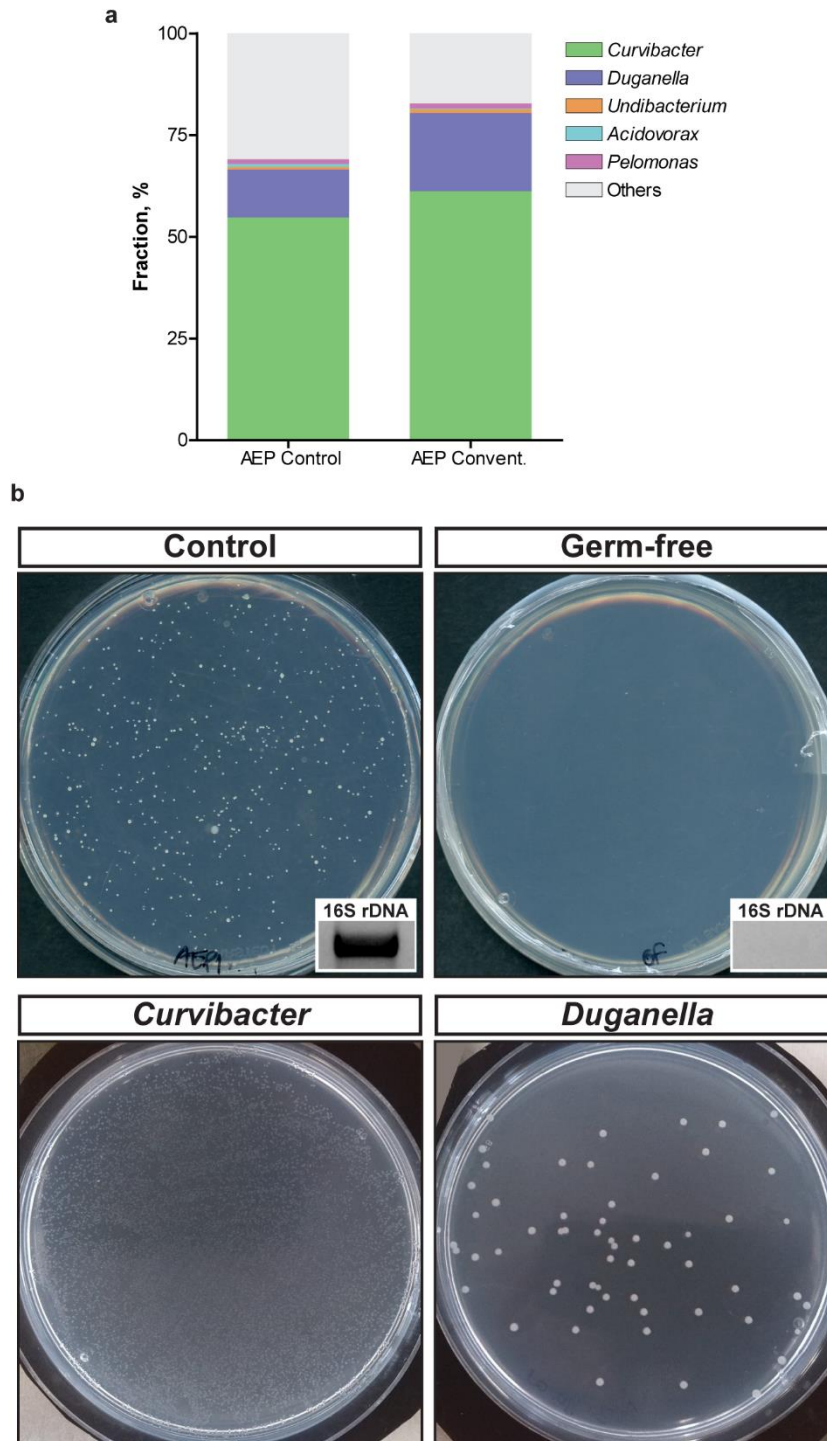 a
100
75
50
25
0
Fraction, %
AEP Control
AEP Convent.
Curvibacter
Duganella
Undibacterium
Acidovorax
Pelomonas
Others
b
Control
Germ-free
16S rDNA
16S rDNA
GF
Curvibacter
Duganella